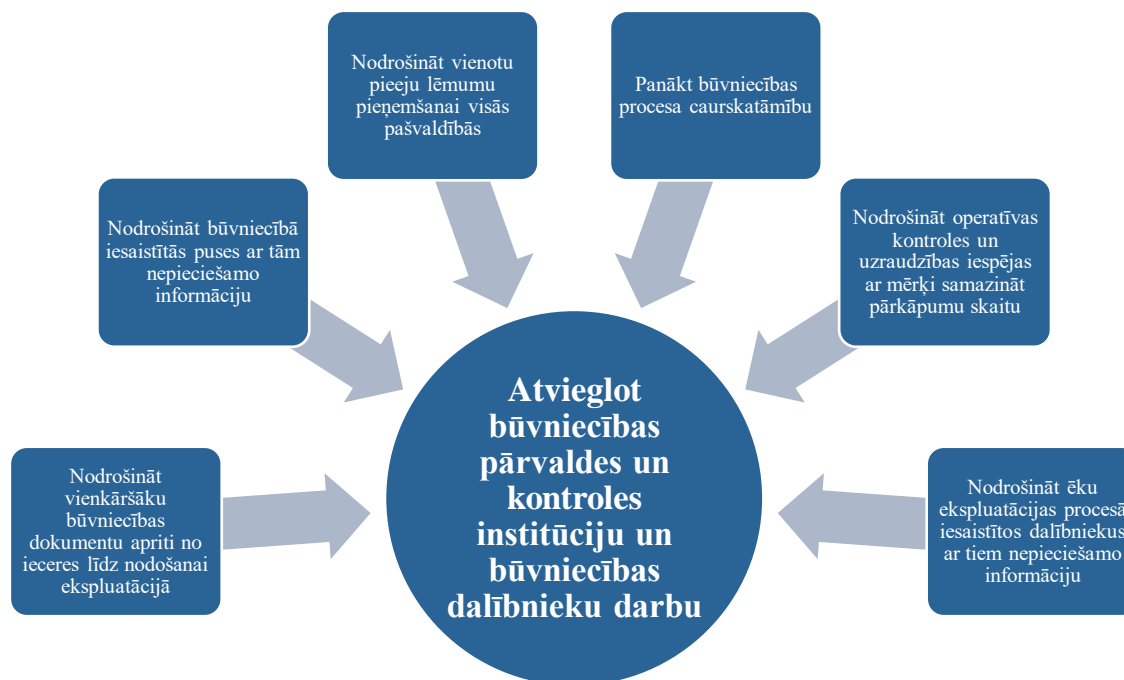 Nodrošināt vienotu
pieeju lēmumu
pieņemšanai visās
pašvaldībās
Panākt būvniecības
procesa caurskatāmību
Nodrošināt būvniecībā
iesaistītās puses ar tām
nepieciešamo
informāciju
Nodrošināt operatīvas
kontroles un
uzraudzības iespējas
ar mērķi samazināt
pārkāpumu skaitu
Nodrošināt
vienkāršāku
būvniecības
dokumentu apriti no
ieceres līdz nodošanai
ekspluatācijā
Atvieglot
būvniecības
pārvaldes un
kontroles
institūciju un
būvniecības
dalībnieku darbu
Nodrošināt ēku
ekspluatācijas procesā
iesaistītos dalībniekus
ar tiem nepieciešamo
informāciju